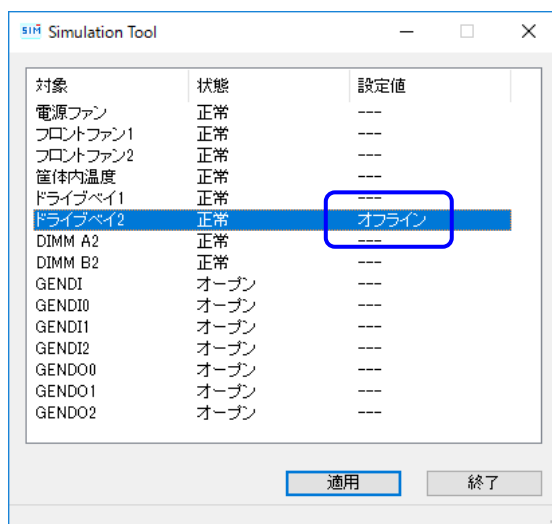 SIM Simulation Tool
対象 状態 設定値
電源ファン 正常 ---
フロントファン1 正常 ---
フロントファン2 正常 ---
筐体内温度 正常 ---
ドライブベイ1 正常 ---
ドライブベイ2 正常 オフライン
DIMM A2 正常 ---
DIMM B2 正常 ---
GENDI オープン ---
GENDI0 オープン ---
GENDI1 オープン ---
GENDI2 オープン ---
GENDO0 オープン ---
GENDO1 オープン ---
GENDO2 オープン ---
適用 終了